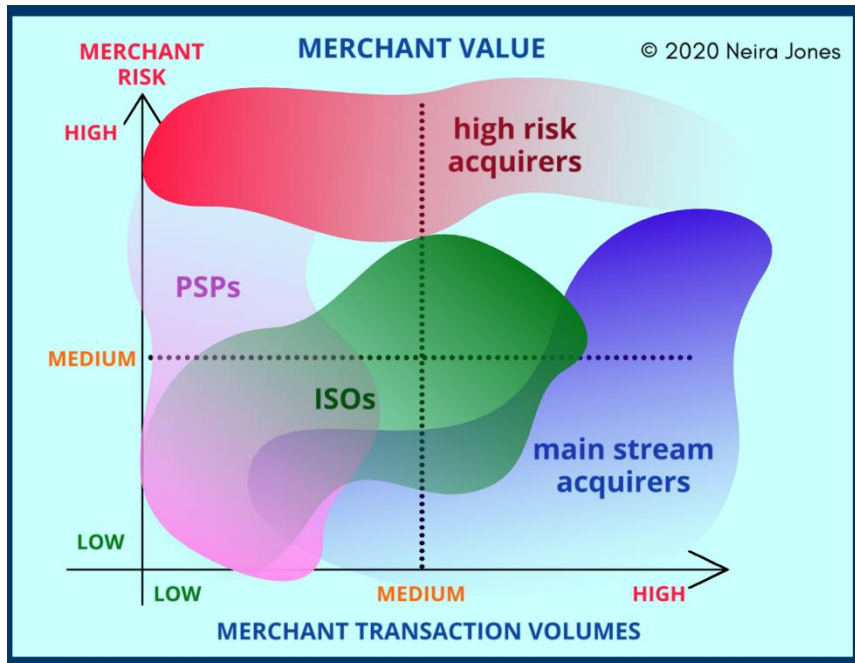 MERCHANT VALUE
© 2020 Neira Jones
MERCHANT
RISK
HIGH
high risk
acquirers
PSPs
MEDIUM
ISOs
main stream
acquirers
LOW
LOW
MEDIUM
HIGH
MERCHANT TRANSACTION VOLUMES